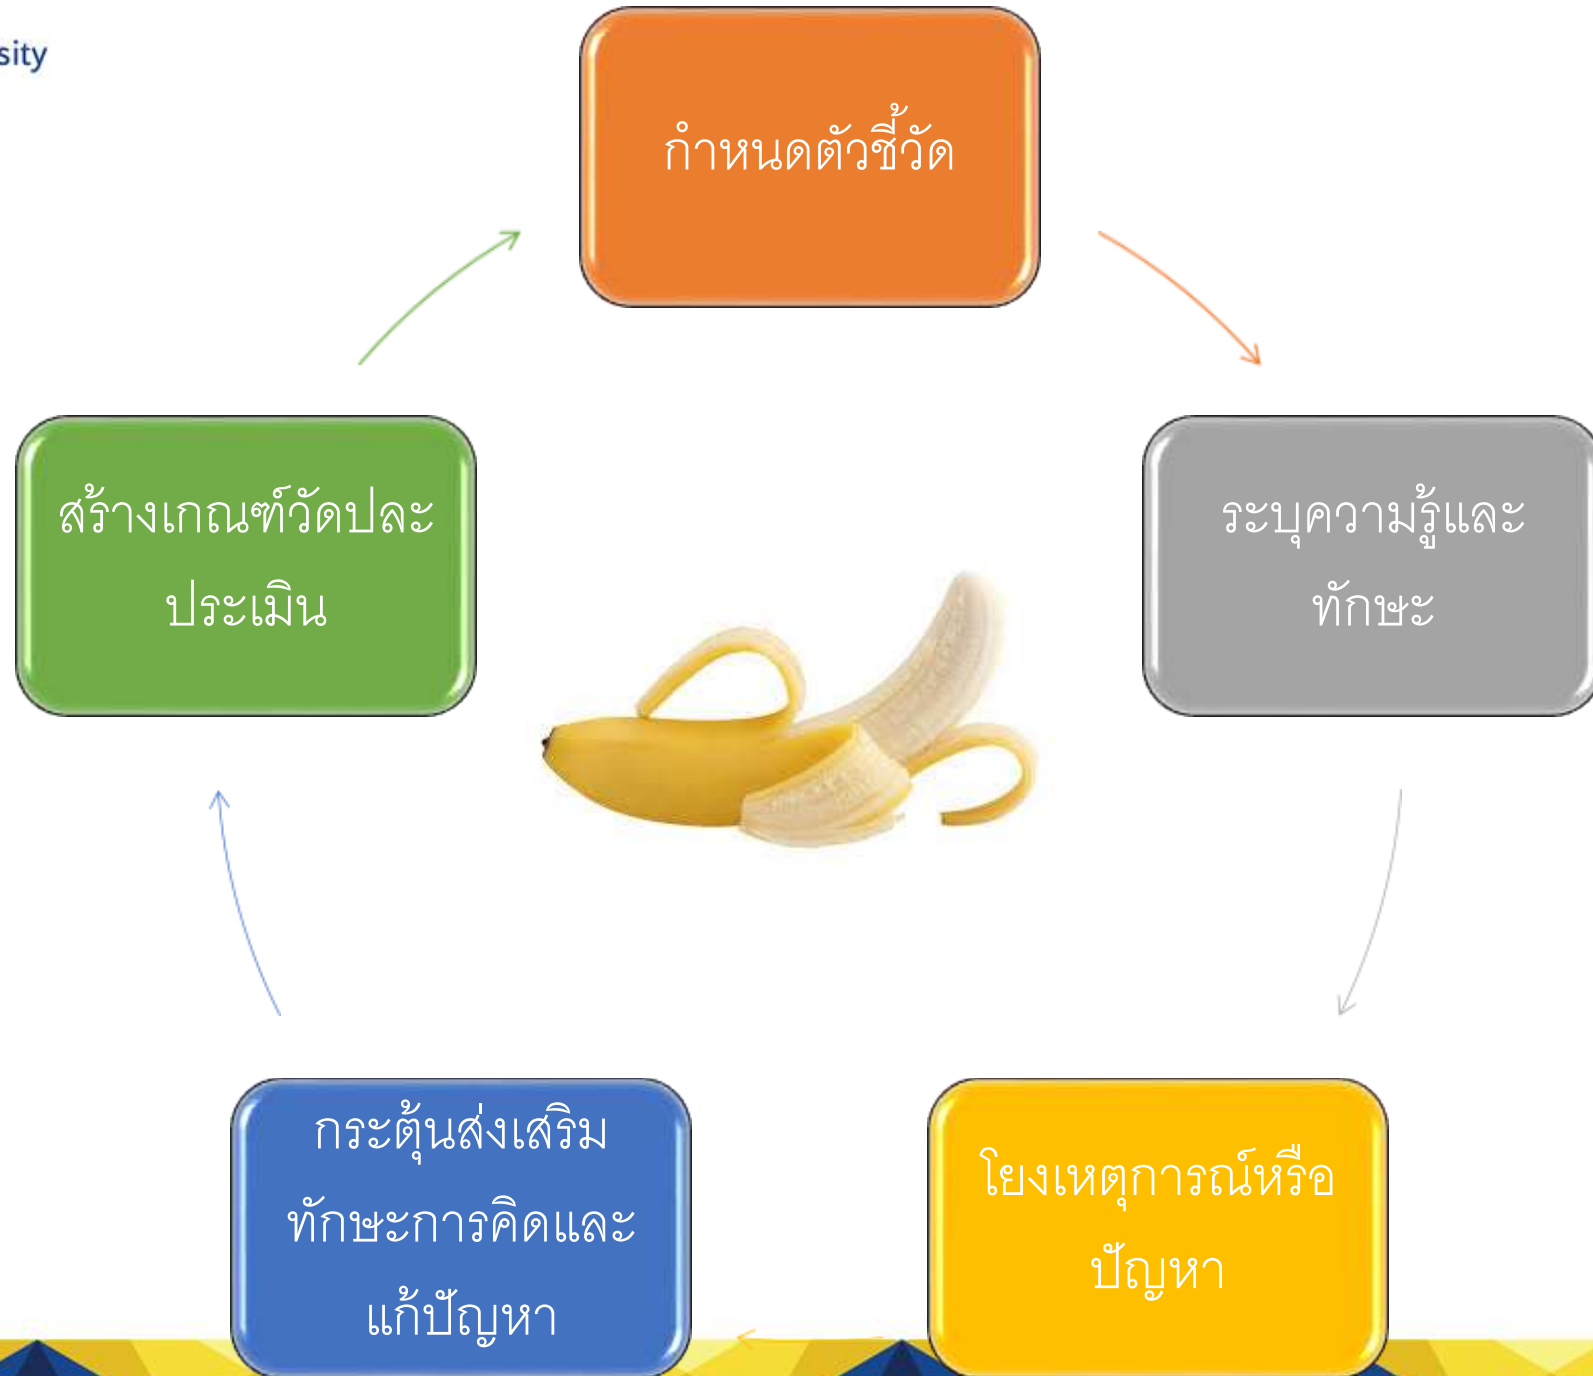 sity
กำหนดตัวชี้วัด
ระบุความรู้และ
ทักษะ
โยงเหตุการณ์หรือ
ปัญหา
กระตุ้นส่งเสริม
ทักษะการคิดและ
แก้ปัญหา
สร้างเกณฑ์วัดปละ
ประเมิน